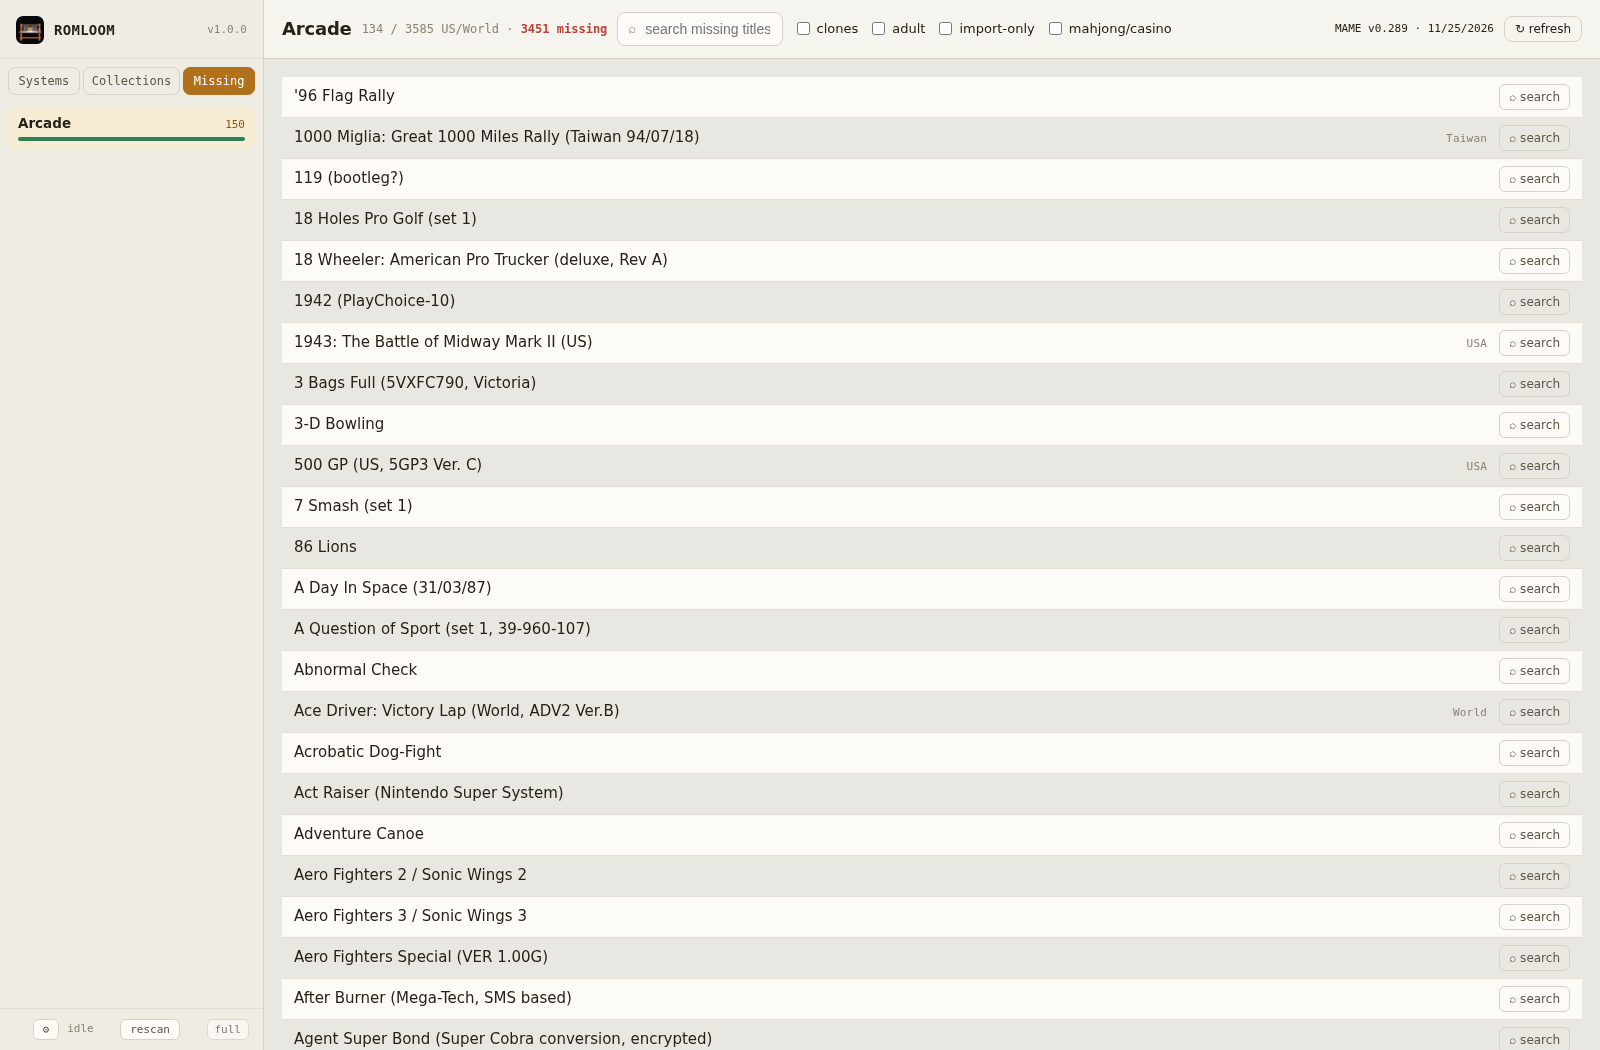 ROMLOOM
v1.0.0
Systems
Collections
Missing
Arcade
150
idle
rescan
full
Arcade
134 / 3585 US/World · 3451 missing
search missing titles
clones
adult
import-only
mahjong/casino
MAME v0.289 · 11/25/2026
↻ refresh
'96 Flag Rally
search
1000 Miglia: Great 1000 Miles Rally (Taiwan 94/07/18)
Taiwan
search
119 (bootleg?)
search
18 Holes Pro Golf (set 1)
search
18 Wheeler: American Pro Trucker (deluxe, Rev A)
search
1942 (PlayChoice-10)
search
1943: The Battle of Midway Mark II (US)
USA
search
3 Bags Full (5VXFC790, Victoria)
search
3-D Bowling
search
500 GP (US, 5GP3 Ver. C)
USA
search
7 Smash (set 1)
search
86 Lions
search
A Day In Space (31/03/87)
search
A Question of Sport (set 1, 39-960-107)
search
Abnormal Check
search
Ace Driver: Victory Lap (World, ADV2 Ver.B)
World
search
Acrobatic Dog-Fight
search
Act Raiser (Nintendo Super System)
search
Adventure Canoe
search
Aero Fighters 2 / Sonic Wings 2
search
Aero Fighters 3 / Sonic Wings 3
search
Aero Fighters Special (VER 1.00G)
search
After Burner (Mega-Tech, SMS based)
search
Agent Super Bond (Super Cobra conversion, encrypted)
search